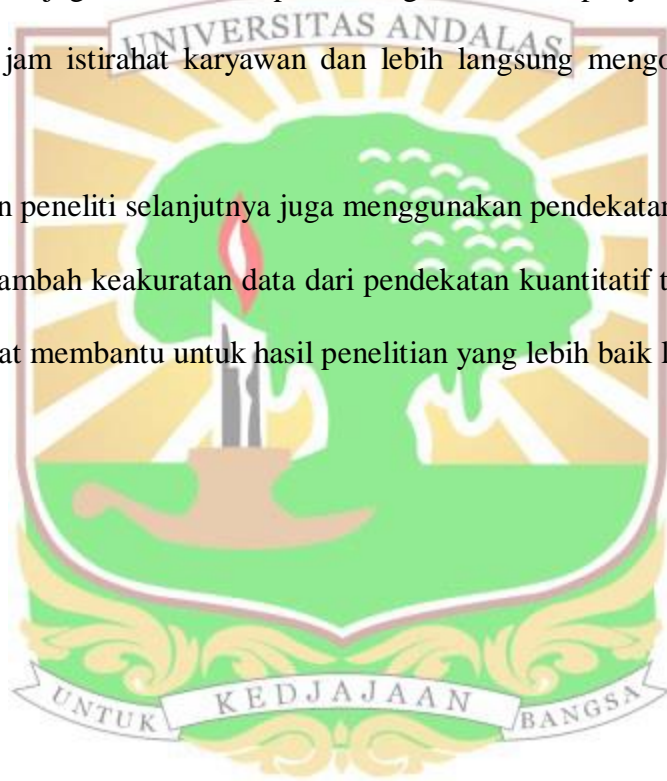 UNIVERSITAS ANDALAS
jam istirahat karyawan dan lebih langsung
n peneliti selanjutnya juga menggunakan pendekatan
ambah keakuratan data dari pendekatan kuantitatif t
at membantu untuk hasil penelitian yang lebih baik l
UNTUK KEDJAJAAN BANGSA